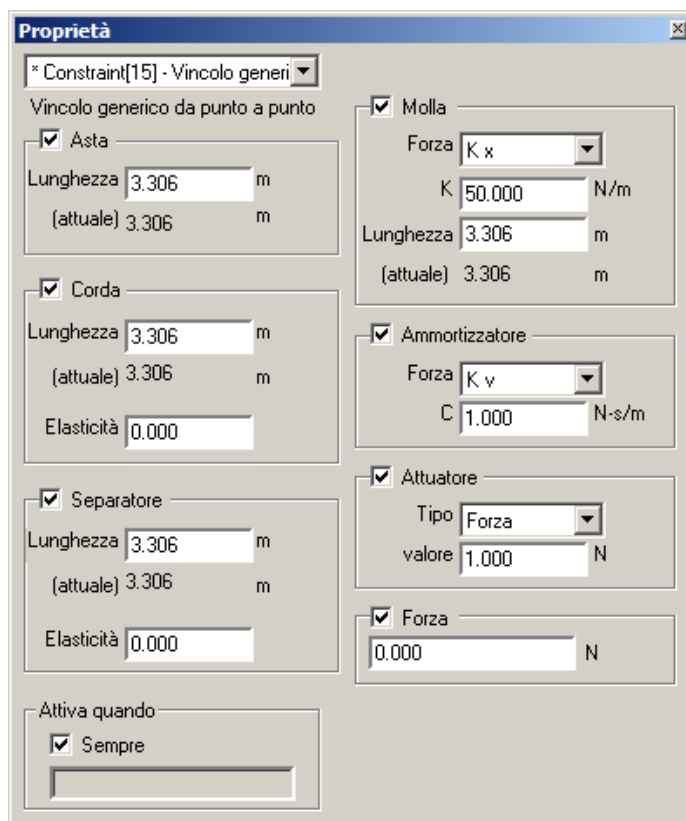 Proprietà
* Constraint[15] - Vincolo generi
Vincolo generico da punto a punto
Asta
Lunghezza 3.306 m
(attuale) 3.306 m
Corda
Lunghezza 3.306 m
(attuale) 3.306 m
Elasticità 0.000
Separatore
Lunghezza 3.306 m
(attuale) 3.306 m
Elasticità 0.000
Attiva quando
Sempre
Molla
Forza K x
K 50.000 N/m
Lunghezza 3.306 m
(attuale) 3.306 m
Ammortizzatore
Forza K v
C 1.000 N-s/m
Attuatore
Tipo Forza
valore 1.000 N
Forza
0.000 N